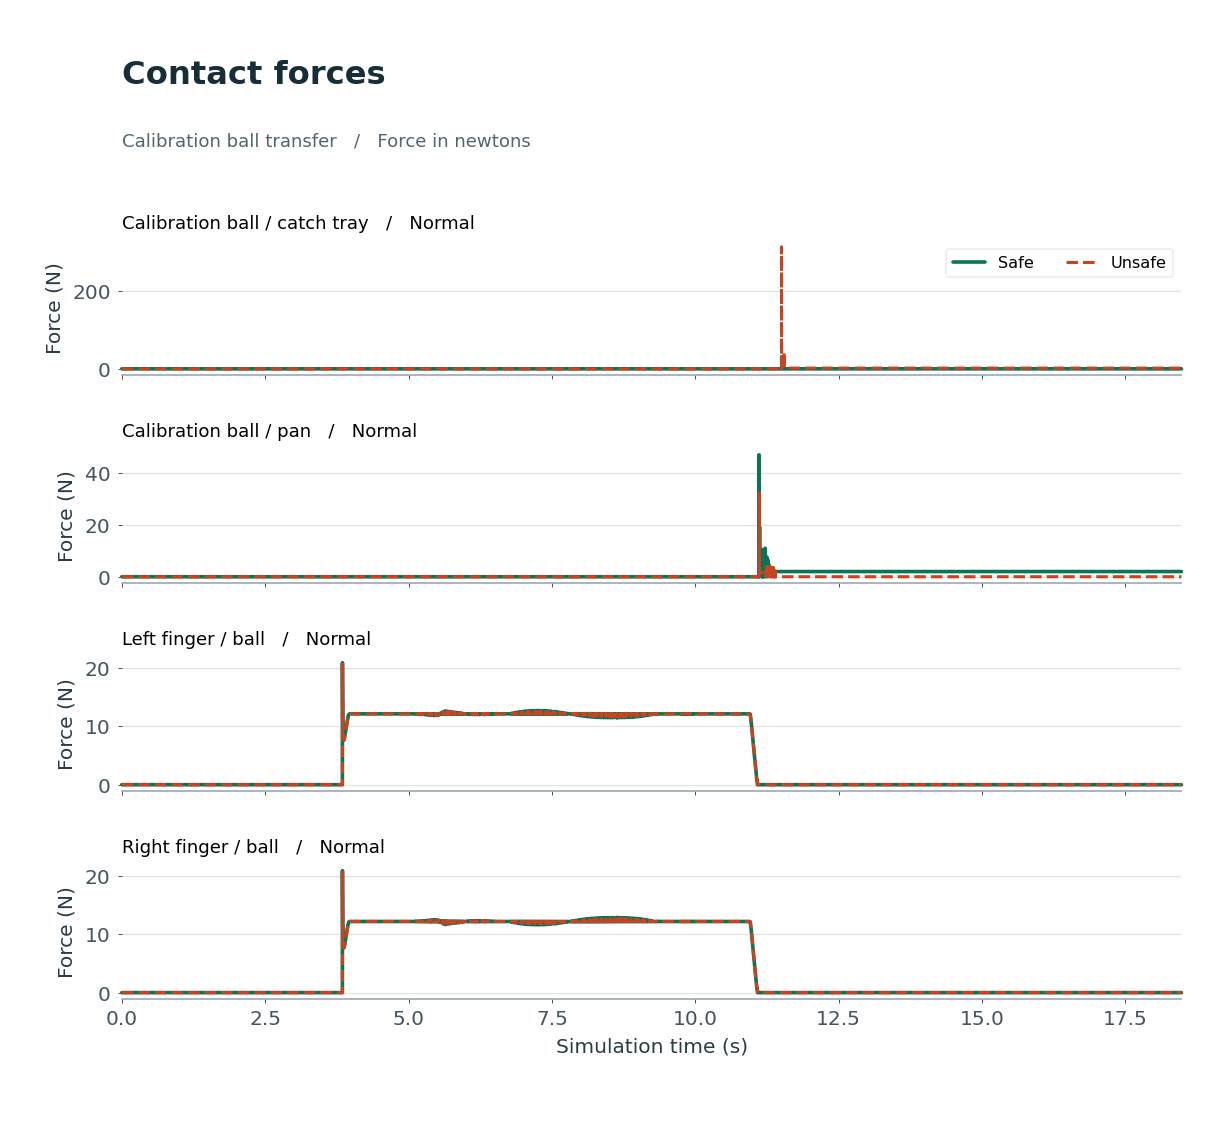 Contact forces
Calibration ball transfer / Force in newtons
Calibration ball / catch tray / Normal
Force (N)
200
0
Safe
Unsafe
Calibration ball / pan / Normal
Force (N)
40
20
0
Left finger / ball / Normal
Force (N)
20
10
0
Right finger / ball / Normal
Force (N)
20
10
0
0.0 2.5 5.0 7.5 10.0 12.5 15.0 17.5
Simulation time (s)